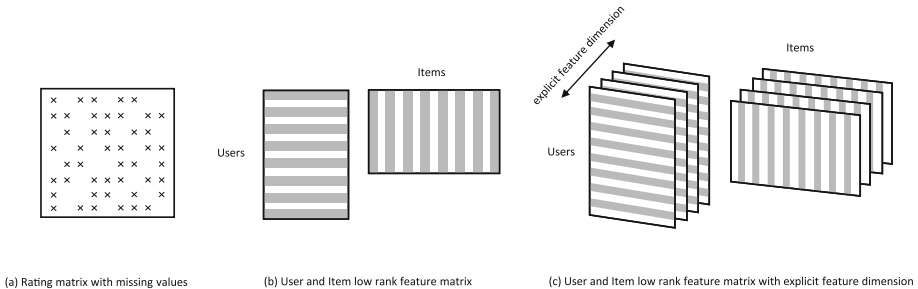 explicit feature dimension
Items
Items
Users
Users
(a) Rating matrix with missing values
(b) User and Item low rank feature matrix
(c) User and Item low rank feature matrix with explicit feature dimension